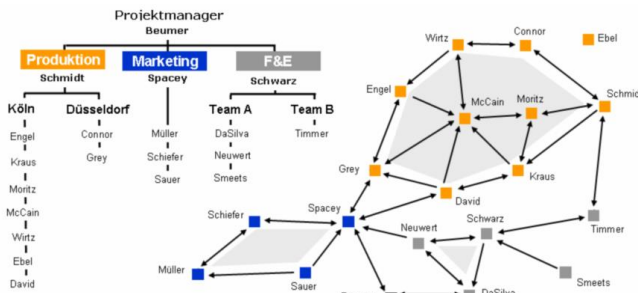 Projektmanager
Beumer
Produktion
Marketing
F&E
Schmidt
Spacey
Schwarz
Köln
Düsseldorf
Team A
Team B
Engel
Connor
Müller
DaSilva
Timmer
Kraus
Grey
Schiefer
Neuwert
Moritz
Sauer
Smeets
McCain
Wirtz
Ebel
David
Wirtz
Connor
Ebel
Engel
McCain
Moritz
Schmid
Grey
David
Kraus
Schiefer
Spacey
Neuwert
Schwarz
Timmer
Müller
Sauer
Smeets
DaSilva